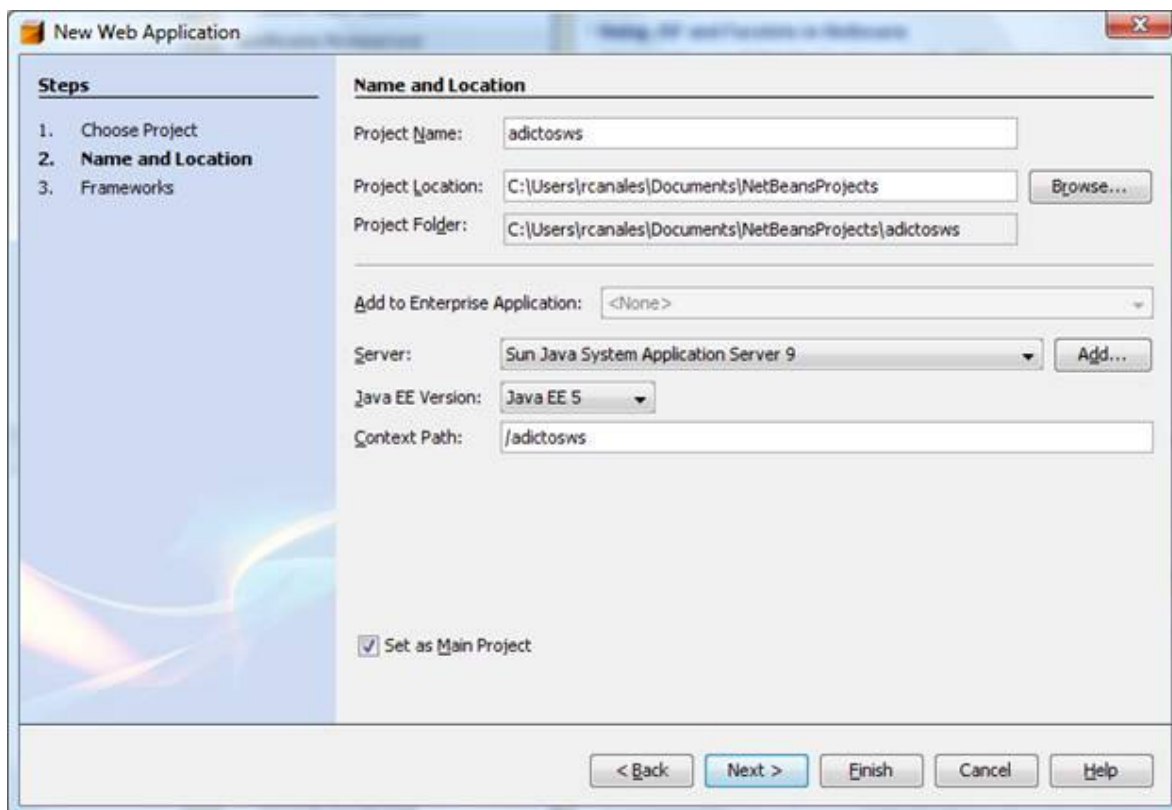 New Web Application
Steps
1. Choose Project
2. Name and Location
3. Frameworks
Name and Location
Project Name: adictosws
Project Location: C:\Users\rcanales\Documents\NetBeansProjects Browse...
Project Folder: C:\Users\rcanales\Documents\NetBeansProjects\adictosws
Add to Enterprise Application: <None>
Server: Sun Java System Application Server 9 Add...
Java EE Version: Java EE 5
Context Path: /adictosws
Set as Main Project
< Back Next > Finish Cancel Help